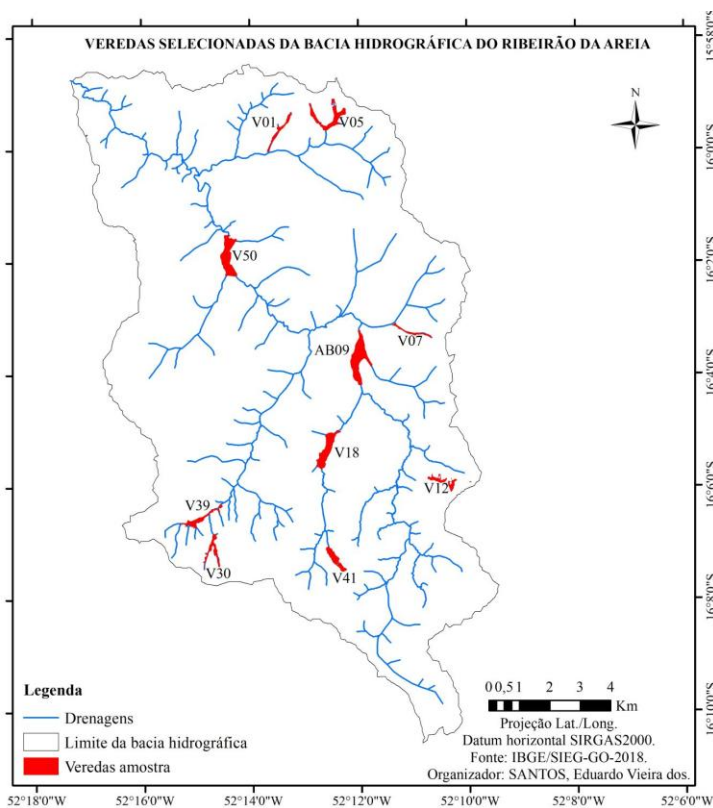 VEREDAS SELECIONADAS DA BACIA HIDROGRÁFICA DO RIBEIRÃO DA AREIA
N
V01
V05
V50
V07
AB09
V18
V12
V39
V30
V41
15°58'0"S
16°0'0"S
16°2'0"S
16°4'0"S
16°6'0"S
16°8'0"S
16°10'0"S
Legenda
Drenagens
Limite da bacia hidrográfica
Veredas amostra
0 0,5 1 2 3 4
Km
Projeção Lat./Long.
Datum horizontal SIRGAS2000.
Fonte: IBGE/SIEG-GO-2018.
Organizador: SANTOS, Eduardo Vieira dos.
52°18'0"W 52°16'0"W 52°14'0"W 52°12'0"W 52°10'0"W 52°8'0"W 52°6'0"W